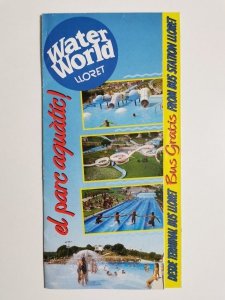 Water
World
LLORET
el parc aquàtic!
DESDE TERMINAL BUS LLORET Bus Gratis FROM BUS STATION LLORET